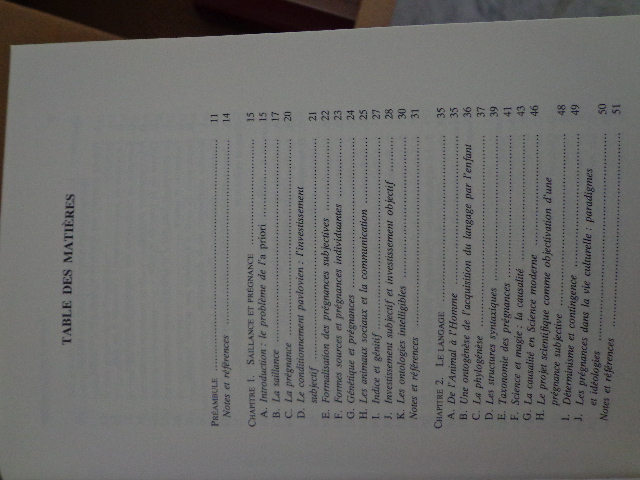 TABLE DES MATIÈRES
PRÉAMBULE ........ 11
Notes et références ........ 14
CHAPITRE 1. SAILLANCE ET PRÉGNANCE ........ 15
A. Introduction : le problème de l'a priori ........ 15
B. La saillance ........ 17
C. La prégnance ........ 20
D. Le conditionnement pavlovien : l'investissement
subjectif ........ 21
E. Formalisation des prégnances subjectives ........ 22
F. Formes sources et prégnances individuantes ........ 23
G. Génétique et prégnances ........ 24
H. Les animaux sociaux et la communication ........ 25
I. Indice et génitif ........ 27
J. Investissement subjectif et investissement objectif ........ 28
K. Les ontologies intelligibles ........ 30
Notes et références ........ 31
CHAPITRE 2. LE LANGAGE ........ 35
A. De l'Animal à l'Homme ........ 35
B. Une ontogénèse de l'acquisition du langage par l'enfant 36
C. La phylogénèse ........ 37
D. Les structures syntaxiques ........ 39
E. Taxonomie des prégnances ........ 41
F. Science et magie : la causalité ........ 43
G. La causalité en Science moderne ........ 46
H. Le projet scientifique comme objectivation d'une
prégnance subjective ........ 48
I. Déterminisme et contingence ........ 49
J. Les prégnances dans la vie culturelle : paradigmes
et idéologies ........ 50
Notes et références ........ 51